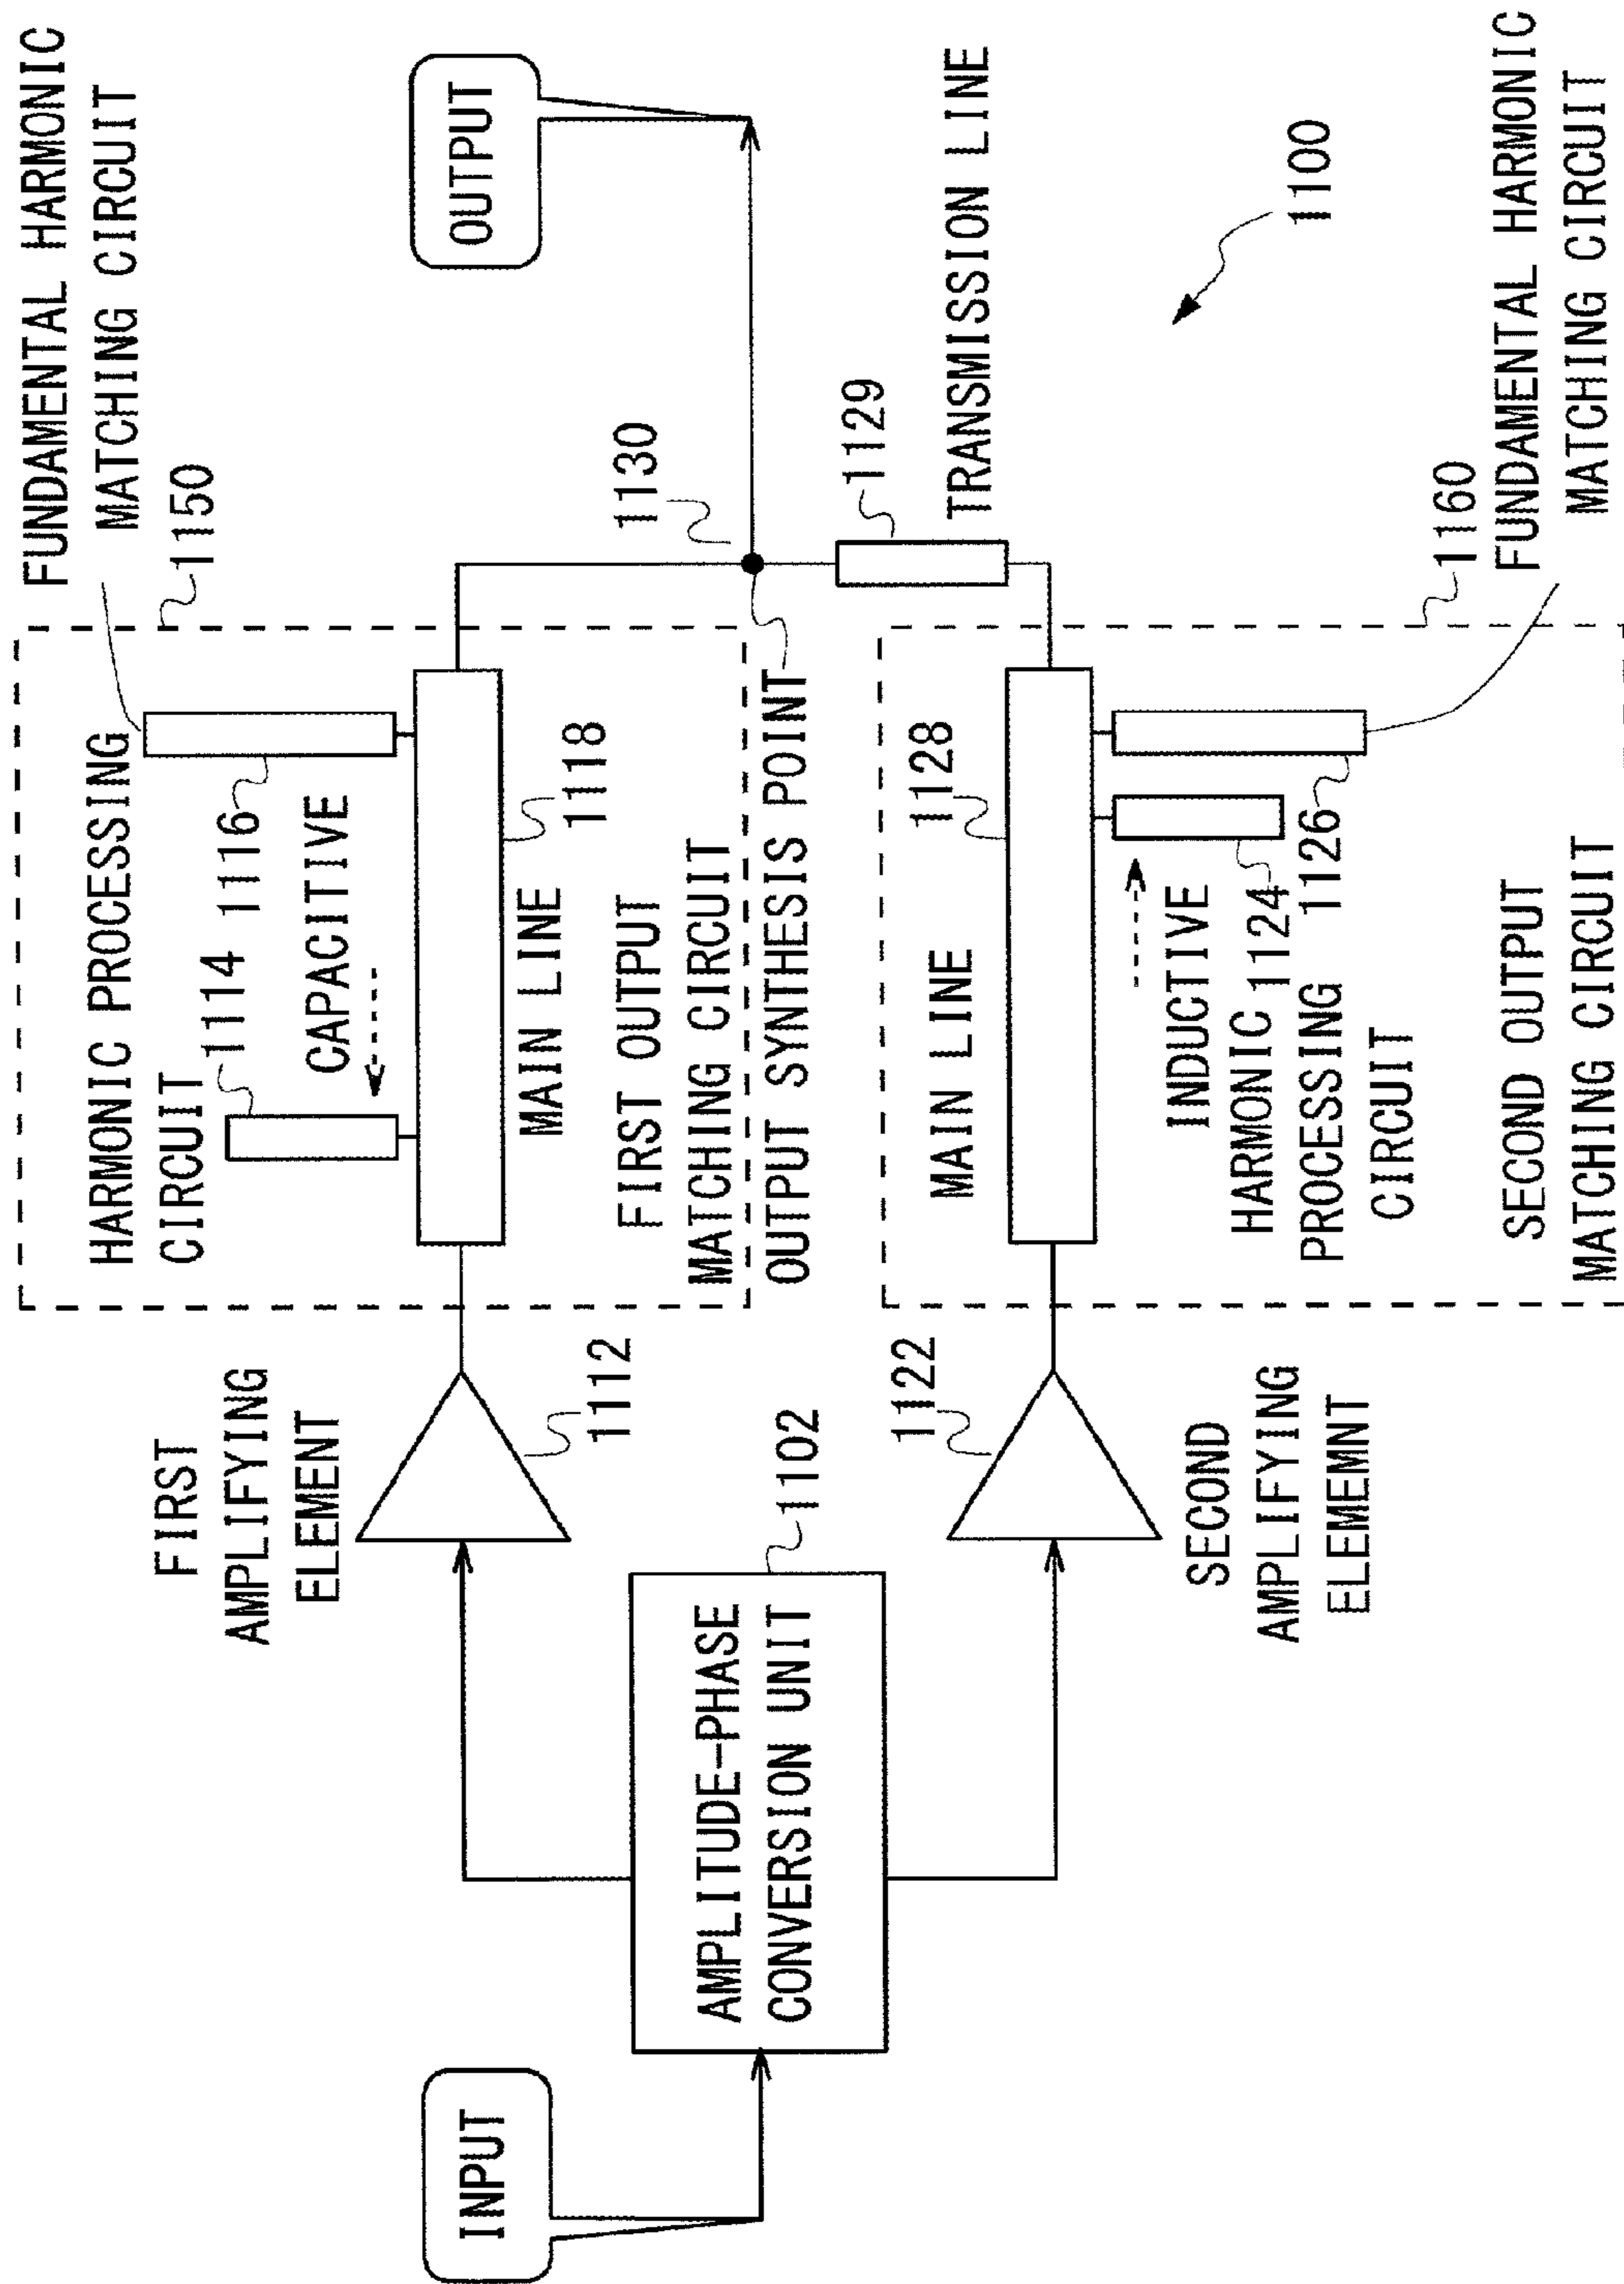 INPUT
AMPLITUDE-PHASE
CONVERSION UNIT
1102
FIRST
AMPLIFYING
ELEMENT
1112
SECOND
AMPLIFYING
ELEMENT
1122
HARMONIC PROCESSING
CIRCUIT
1114
1116
CAPACITIVE
MAIN LINE
1118
FIRST OUTPUT
MATCHING CIRCUIT
FUNDAMENTAL HARMONIC
MATCHING CIRCUIT
1150
OUTPUT SYNTHESIS POINT
1130
OUTPUT
MAIN LINE
1128
INDUCTIVE
HARMONIC
PROCESSING
CIRCUIT
1124
1126
SECOND OUTPUT
MATCHING CIRCUIT
1129
TRANSMISSION LINE
1160
FUNDAMENTAL HARMONIC
MATCHING CIRCUIT
1100